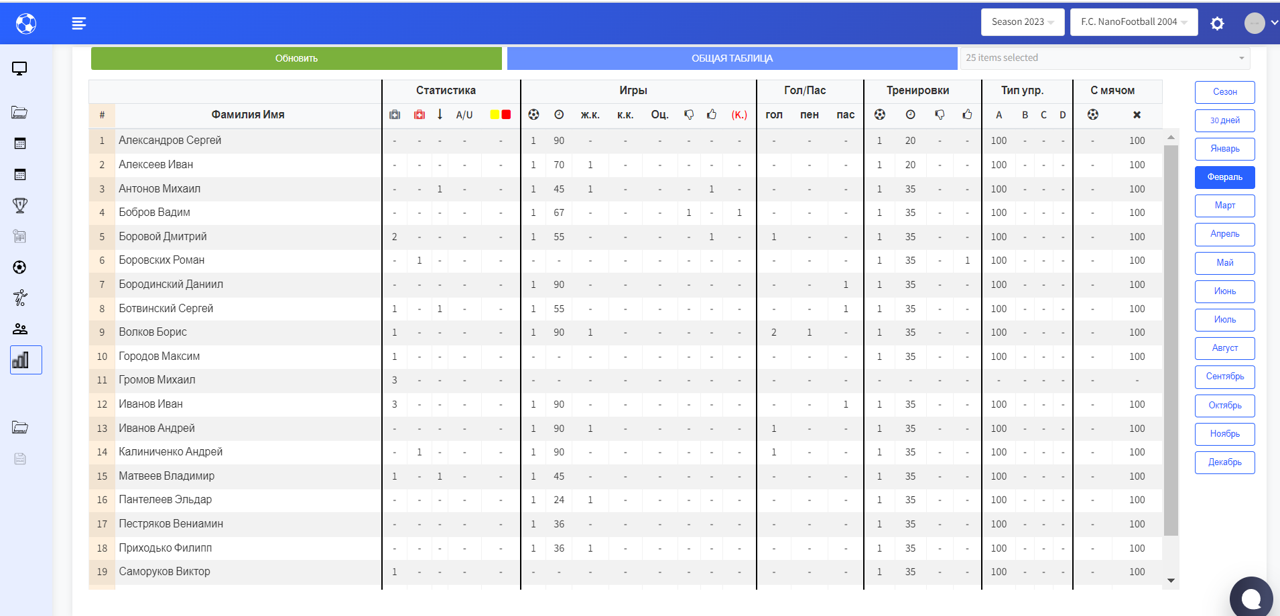 Season 2023 F.C. NanoFootball 2004
Обновить ОБЩАЯ ТАБЛИЦА 25 items selected
Статистика Игры Гол/Пас Тренировки Тип упр. С мячом
# Фамилия Имя A/U ж.к. к.к. Оц. (К.) гол пен пас A B C D
1 Александров Сергей - - - - - 1 90 - - - - - - - - - 1 20 - - 100 - - - - 100
2 Алексеев Иван - - - - - 1 70 1 - - - - - - - - 1 20 - - 100 - - - - 100
3 Антонов Михаил - - 1 - - 1 45 1 - - - 1 - - - - 1 35 - - 100 - - - - 100
4 Бобров Вадим - - - - - 1 67 - - - 1 - 1 - - - 1 35 - - 100 - - - - 100
5 Боровой Дмитрий 2 - - - - 1 55 - - - - 1 - 1 - - 1 35 - - 100 - - - - 100
6 Боровских Роман - 1 - - - - - - - - - - - - - - 1 35 - 1 100 - - - - 100
7 Бородинский Даниил - - - - - 1 90 - - - - - - - - 1 1 35 - - 100 - - - - 100
8 Ботвинский Сергей 1 - 1 - - 1 55 - - - - - - - - 1 1 35 - - 100 - - - - 100
9 Волков Борис 1 - - - - 1 90 1 - - - - - 2 1 - 1 35 - - 100 - - - - 100
10 Городов Максим 1 - - - - - - - - - - - - - - - 1 35 - - 100 - - - - 100
11 Громов Михаил 3 - - - - - - - - - - - - - - - - - - - - - - - - -
12 Иванов Иван 3 - - - - 1 90 - - - - - - - - 1 1 35 - - 100 - - - - 100
13 Иванов Андрей - - - - - 1 90 1 - - - - - 1 - - 1 35 - - 100 - - - - 100
14 Калиниченко Андрей - 1 - - - 1 90 - - - - - - 1 - - 1 35 - - 100 - - - - 100
15 Матвеев Владимир 1 - 1 - - 1 45 - - - - - - - - - 1 35 - - 100 - - - - 100
16 Пантелеев Эльдар - - - - - 1 24 1 - - - - - - - - 1 35 - - 100 - - - - 100
17 Пестряков Вениамин - - - - - 1 36 - - - - - - - - - 1 35 - - 100 - - - - 100
18 Приходько Филипп - - - - - 1 36 1 - - - - - - - - 1 35 - - 100 - - - - 100
19 Саморуков Виктор 1 - - - - - - - - - - - - - - - 1 35 - - 100 - - - - 100
Сезон
30 дней
Январь
Февраль
Март
Апрель
Май
Июнь
Июль
Август
Сентябрь
Октябрь
Ноябрь
Декабрь